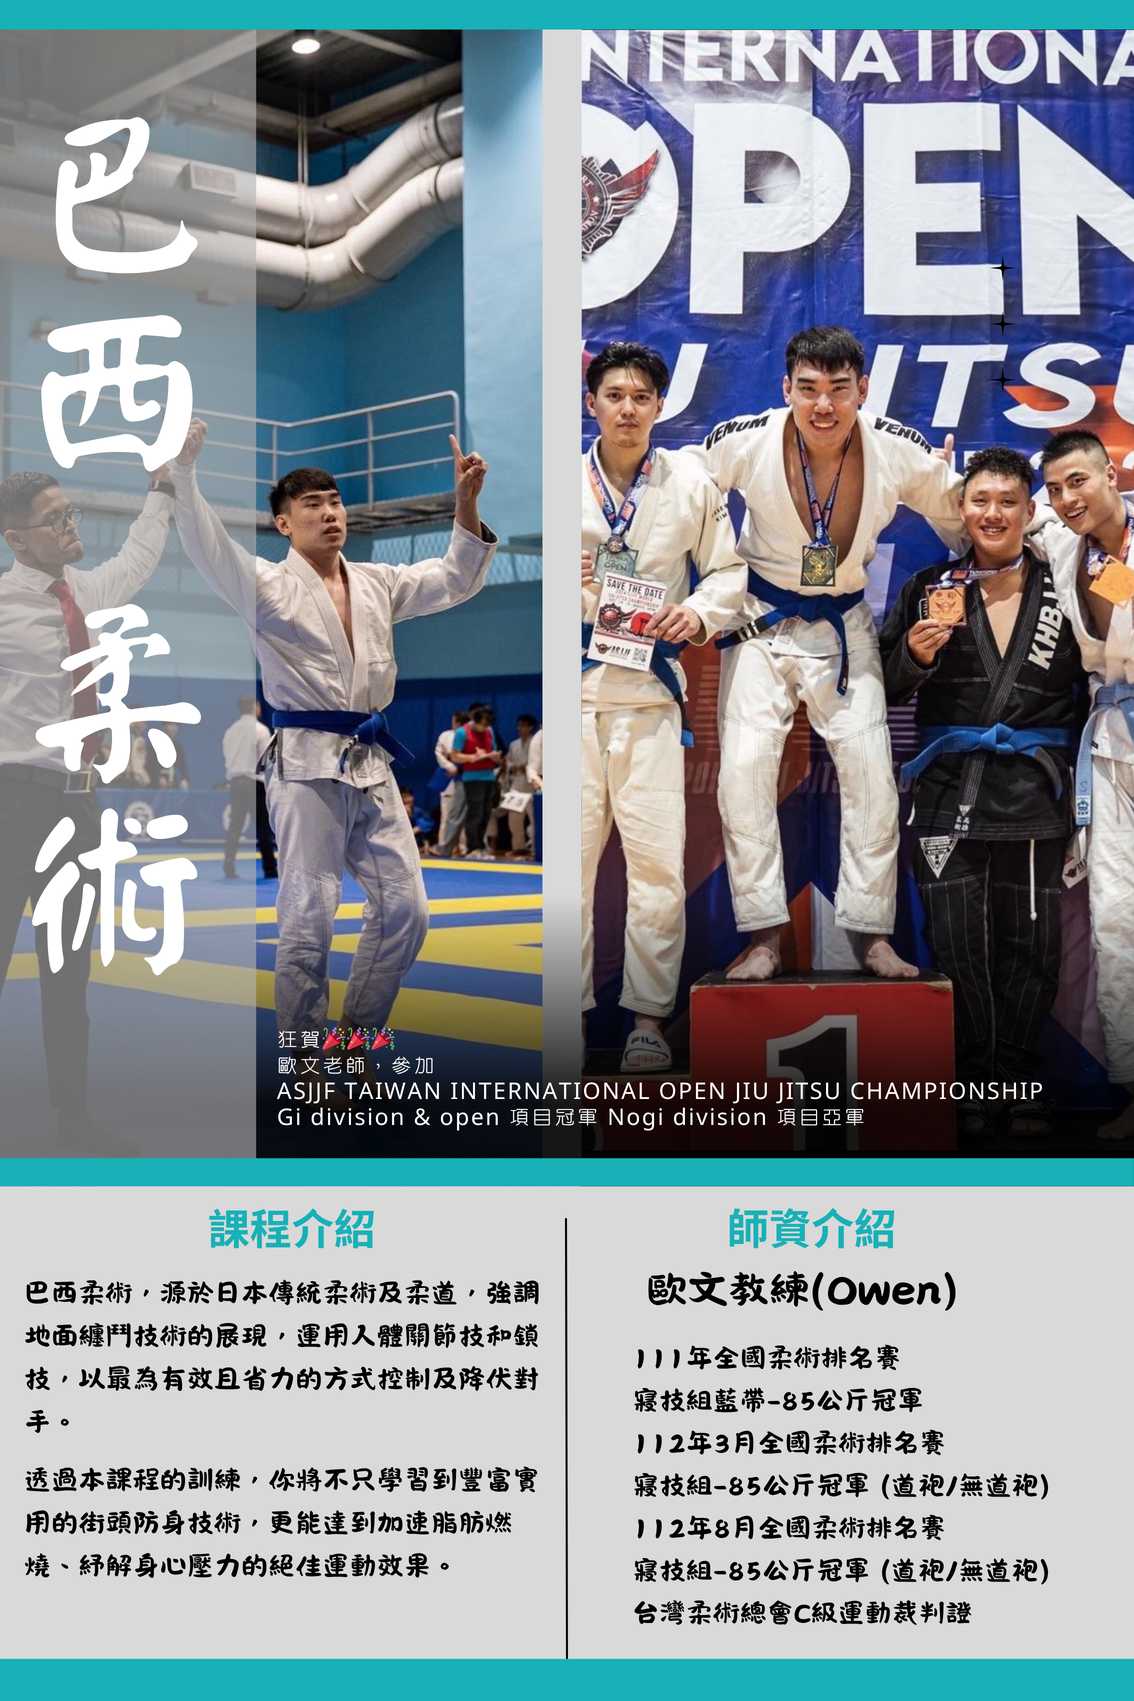 巴西柔術
INTERNATIONAL
OPEN
JIU JITSU
VENUM
VENUM
OPEN
SAVE THE DATE
KHBJJ
FILA
1
狂賀🎉🎉🎉
歐文老師，參加
ASJJF TAIWAN INTERNATIONAL OPEN JIU JITSU CHAMPIONSHIP
Gi division & open 項目冠軍 Nogi division 項目亞軍
課程介紹
巴西柔術，源於日本傳統柔術及柔道，強調
地面纏鬥技術的展現，運用人體關節技和鎖
技，以最為有效且省力的方式控制及降伏對
手。
透過本課程的訓練，你將不只學習到豐富實
用的街頭防身技術，更能達到加速脂肪燃
燒、紓解身心壓力的絕佳運動效果。
師資介紹
歐文教練(Owen)
111年全國柔術排名賽
寢技組藍帶-85公斤冠軍
112年3月全國柔術排名賽
寢技組-85公斤冠軍 (道袍/無道袍)
112年8月全國柔術排名賽
寢技組-85公斤冠軍 (道袍/無道袍)
台灣柔術總會C級運動裁判證